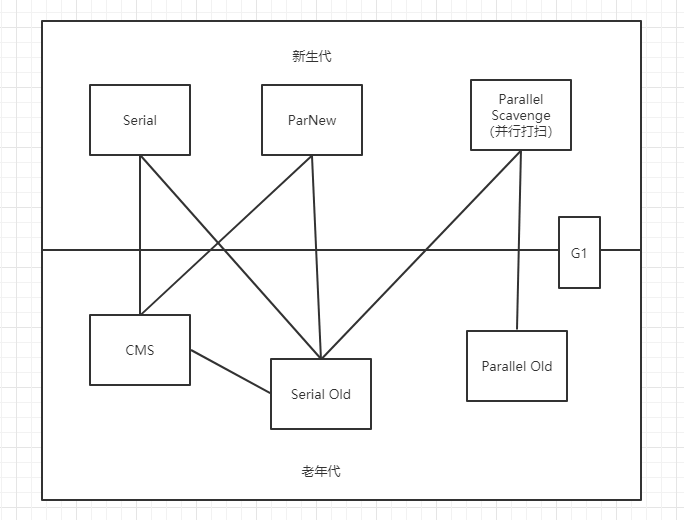 新生代
Serial
ParNew
Parallel
Scavenge
(并行打扫)
G1
CMS
Serial Old
Parallel Old
老年代